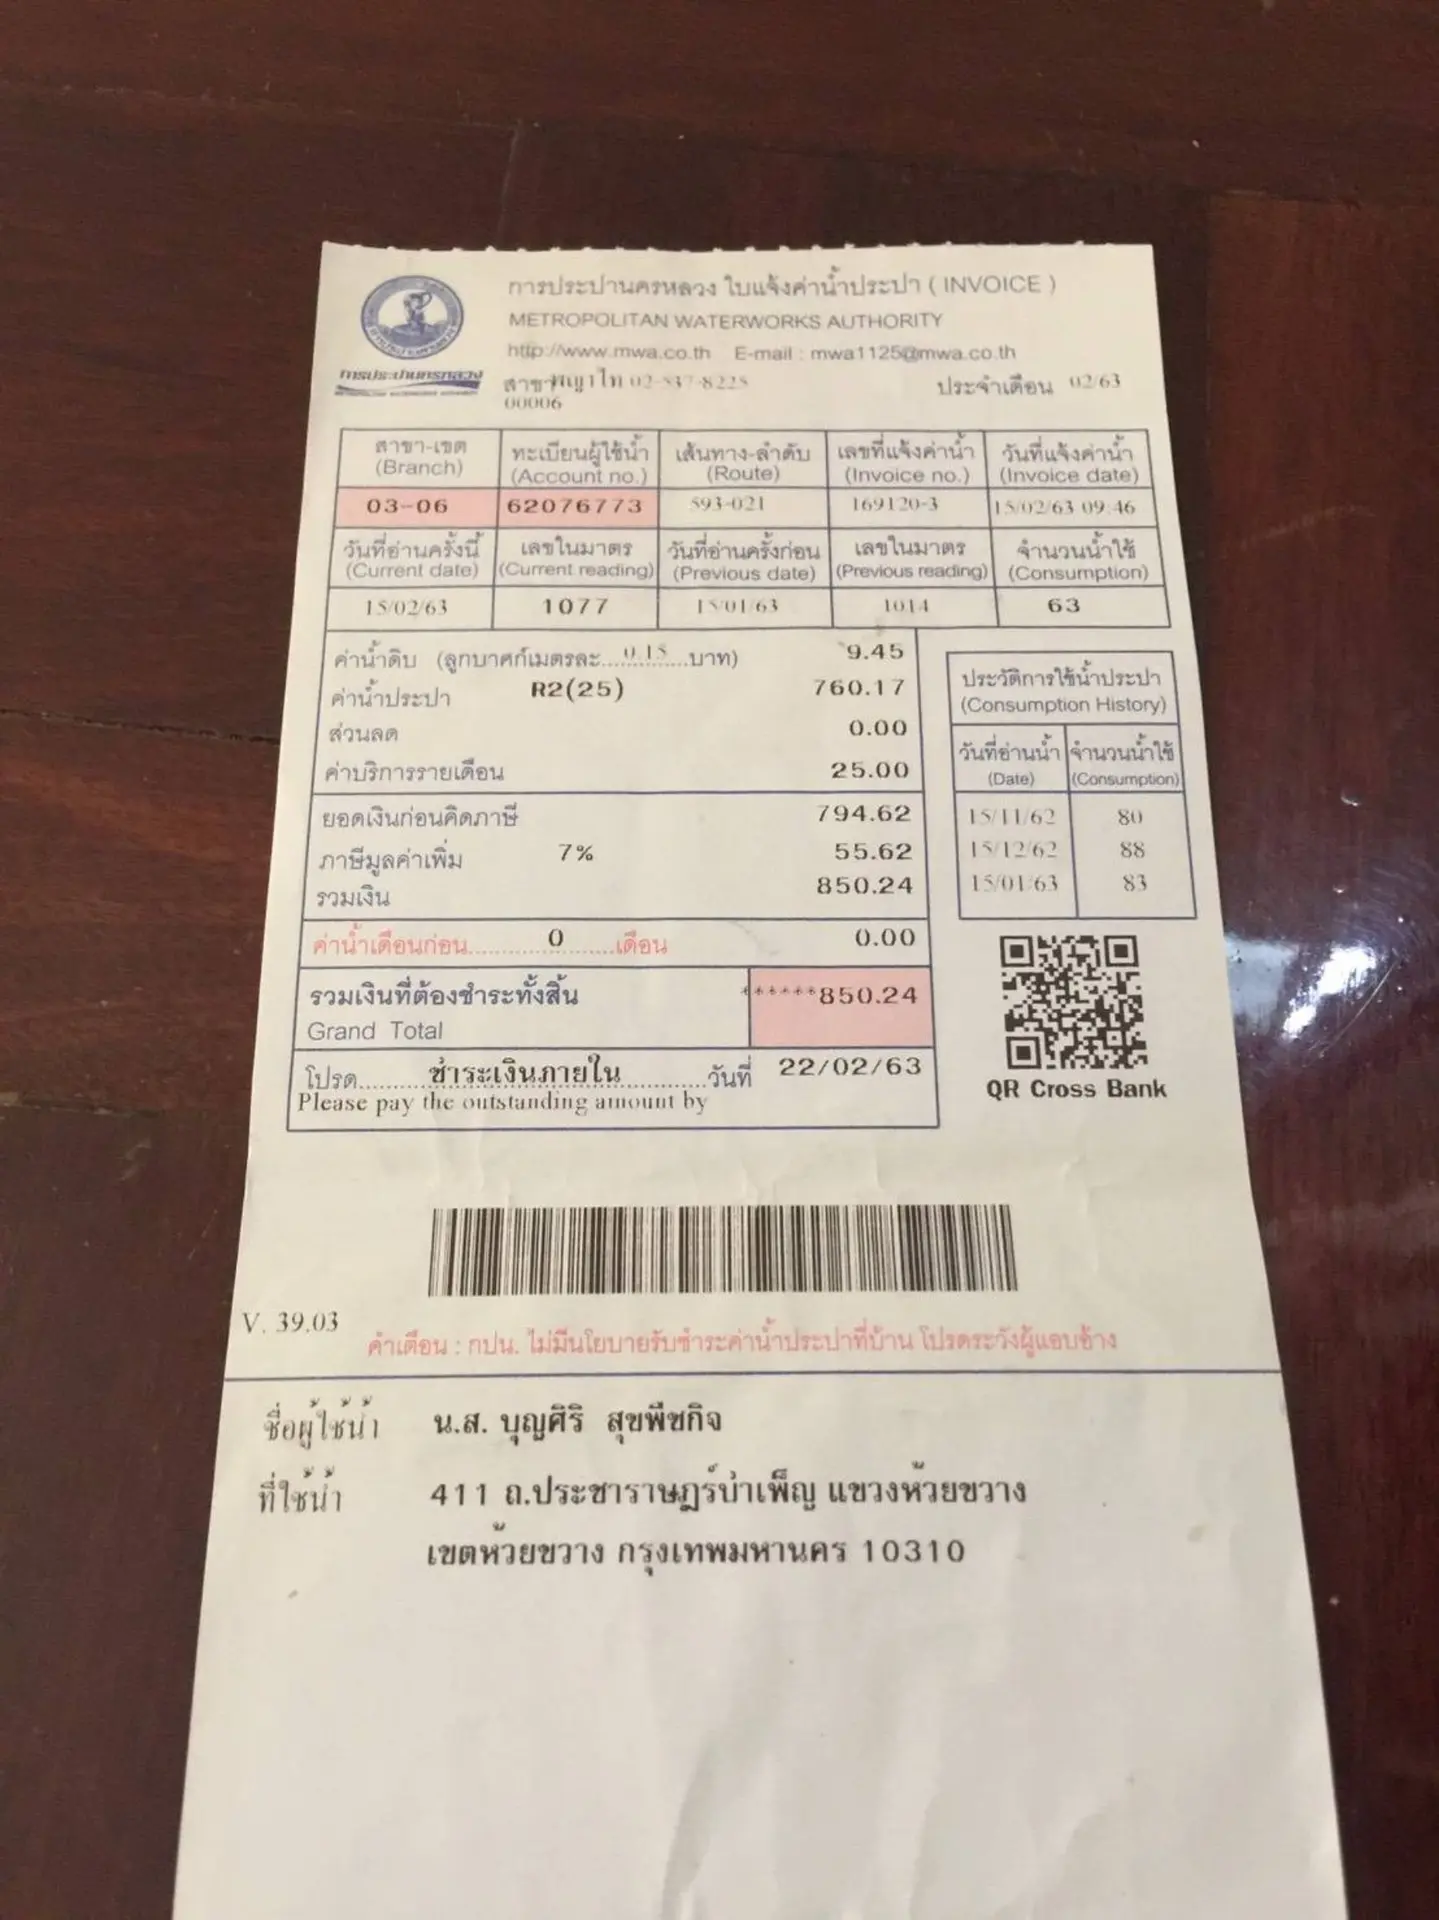 การประปานครหลวง ใบแจ้งค่าน้ำประปา ( INVOICE )
METROPOLITAN WATERWORKS AUTHORITY
http://www.mwa.co.th E-mail : mwa1125@mwa.co.th
การประปานครหลวง
สาขา พญาไท 02-537-8225 ประจำเดือน 02/63
00006
สาขา-เขต ทะเบียนผู้ใช้น้ำ เส้นทาง-ลำดับ เลขที่แจ้งค่าน้ำ วันที่แจ้งค่าน้ำ
(Branch) (Account no.) (Route) (Invoice no.) (Invoice date)
03-06 62076773 593-021 169120-3 15/02/63 09:46
วันที่อ่านครั้งนี้ เลขในมาตร วันที่อ่านครั้งก่อน เลขในมาตร จำนวนน้ำใช้
(Current date) (Current reading) (Previous date) (Previous reading) (Consumption)
15/02/63 1077 15/01/63 1014 63
ค่าน้ำดิบ (ลูกบาศก์เมตรละ...0.15...บาท) 9.45
ค่าน้ำประปา R2(25) 760.17
ส่วนลด 0.00
ค่าบริการรายเดือน 25.00
ยอดเงินก่อนคิดภาษี 794.62
ภาษีมูลค่าเพิ่ม 7% 55.62
รวมเงิน 850.24
ค่าน้ำเดือนก่อน...0...เดือน 0.00
รวมเงินที่ต้องชำระทั้งสิ้น ******850.24
Grand Total
โปรด...ชำระเงินภายใน...วันที่ 22/02/63
Please pay the outstanding amount by
ประวัติการใช้น้ำประปา
(Consumption History)
วันที่อ่านน้ำ จำนวนน้ำใช้
(Date) (Consumption)
15/11/62 80
15/12/62 88
15/01/63 83
QR Cross Bank
V. 39.03
คำเตือน : กปน. ไม่มีนโยบายรับชำระค่าน้ำประปาที่บ้าน โปรดระวังผู้แอบอ้าง
ชื่อผู้ใช้น้ำ น.ส. บุญศิริ สุขพืชกิจ
ที่ใช้น้ำ 411 ถ.ประชาราษฎร์บำเพ็ญ แขวงห้วยขวาง
เขตห้วยขวาง กรุงเทพมหานคร 10310